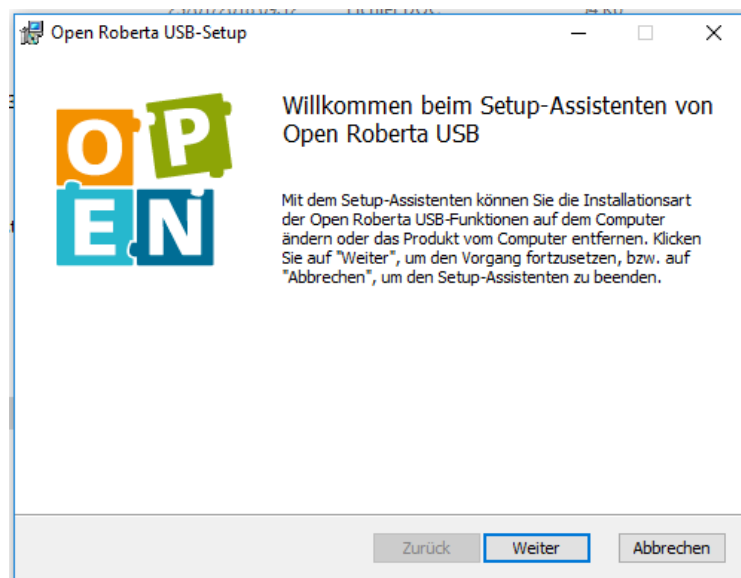 Open Roberta USB-Setup
OPEN
Willkommen beim Setup-Assistenten von
Open Roberta USB
Mit dem Setup-Assistenten können Sie die Installationsart
der Open Roberta USB-Funktionen auf dem Computer
ändern oder das Produkt vom Computer entfernen. Klicken
Sie auf "Weiter", um den Vorgang fortzusetzen, bzw. auf
"Abbrechen", um den Setup-Assistenten zu beenden.
Zurück Weiter Abbrechen